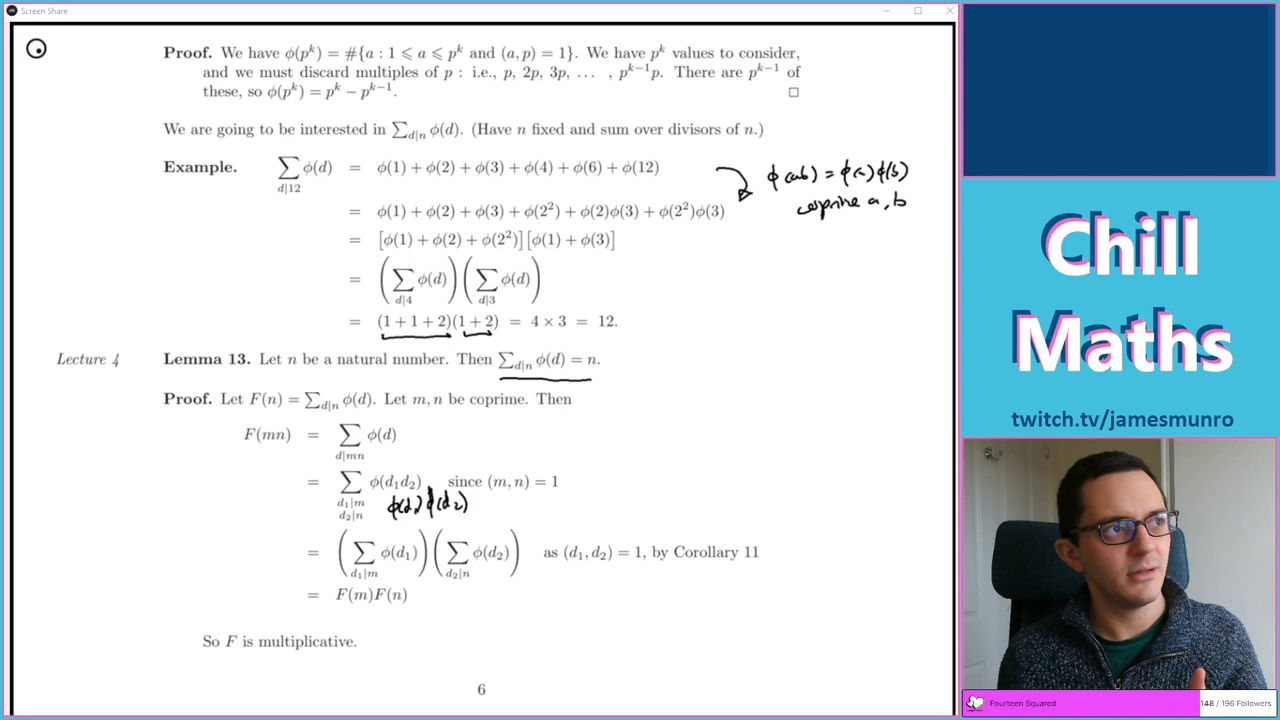 Screen Share
Proof. We have ϕ(p^k) = #{a : 1 ⩽ a ⩽ p^k and (a, p) = 1}. We have p^k values to consider,
and we must discard multiples of p : i.e., p, 2p, 3p, ... , p^{k−1}p. There are p^{k−1} of
these, so ϕ(p^k) = p^k − p^{k−1}. □
We are going to be interested in ∑_{d|n} ϕ(d). (Have n fixed and sum over divisors of n.)
Example. ∑_{d|12} ϕ(d) = ϕ(1) + ϕ(2) + ϕ(3) + ϕ(4) + ϕ(6) + ϕ(12)
ϕ(ab) = ϕ(a)ϕ(b)
coprime a, b
= ϕ(1) + ϕ(2) + ϕ(3) + ϕ(2²) + ϕ(2)ϕ(3) + ϕ(2²)ϕ(3)
= [ϕ(1) + ϕ(2) + ϕ(2²)] [ϕ(1) + ϕ(3)]
= (∑_{d|4} ϕ(d)) (∑_{d|3} ϕ(d))
= (1 + 1 + 2)(1 + 2) = 4 × 3 = 12.
Lecture 4 Lemma 13. Let n be a natural number. Then ∑_{d|n} ϕ(d) = n.
Proof. Let F(n) = ∑_{d|n} ϕ(d). Let m, n be coprime. Then
F(mn) = ∑_{d|mn} ϕ(d)
= ∑_{d₁|m d₂|n} ϕ(d₁d₂) since (m, n) = 1
ϕ(d₁)ϕ(d₂)
= (∑_{d₁|m} ϕ(d₁)) (∑_{d₂|n} ϕ(d₂)) as (d₁, d₂) = 1, by Corollary 11
= F(m)F(n)
So F is multiplicative.
6
Chill
Maths
twitch.tv/jamesmunro
Fourteen Squared 148 / 196 Followers